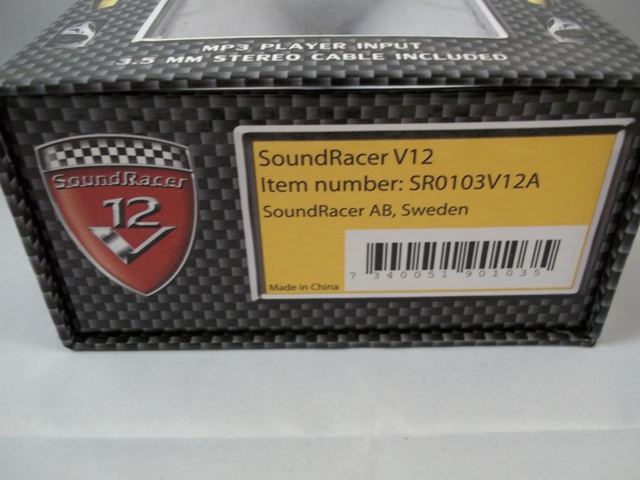 MP3 PLAYER INPUT
3.5 MM STEREO CABLE INCLUDED
SoundRacer
12
V
SoundRacer V12
Item number: SR0103V12A
SoundRacer AB, Sweden
7 340051 901035
Made in China